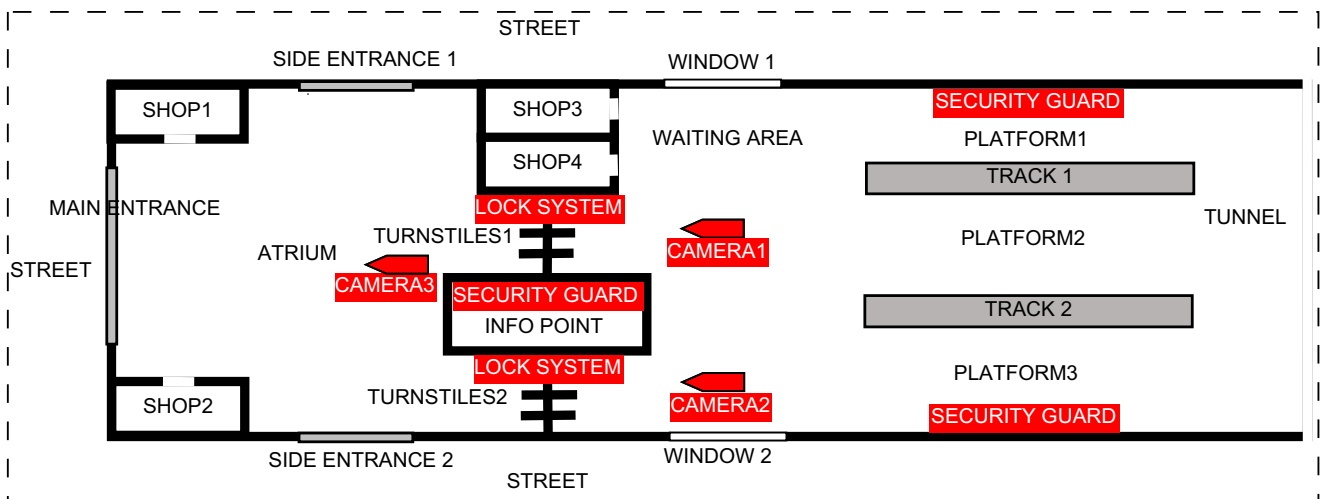 STREET
SIDE ENTRANCE 1
WINDOW 1
SHOP1
SHOP3
SECURITY GUARD
WAITING AREA
PLATFORM1
SHOP4
TRACK 1
MAIN ENTRANCE
LOCK SYSTEM
TUNNEL
TURNSTILES1
PLATFORM2
ATRIUM
CAMERA1
STREET
CAMERA3
SECURITY GUARD
TRACK 2
INFO POINT
LOCK SYSTEM
PLATFORM3
TURNSTILES2
SHOP2
CAMERA2
SECURITY GUARD
SIDE ENTRANCE 2
WINDOW 2
STREET